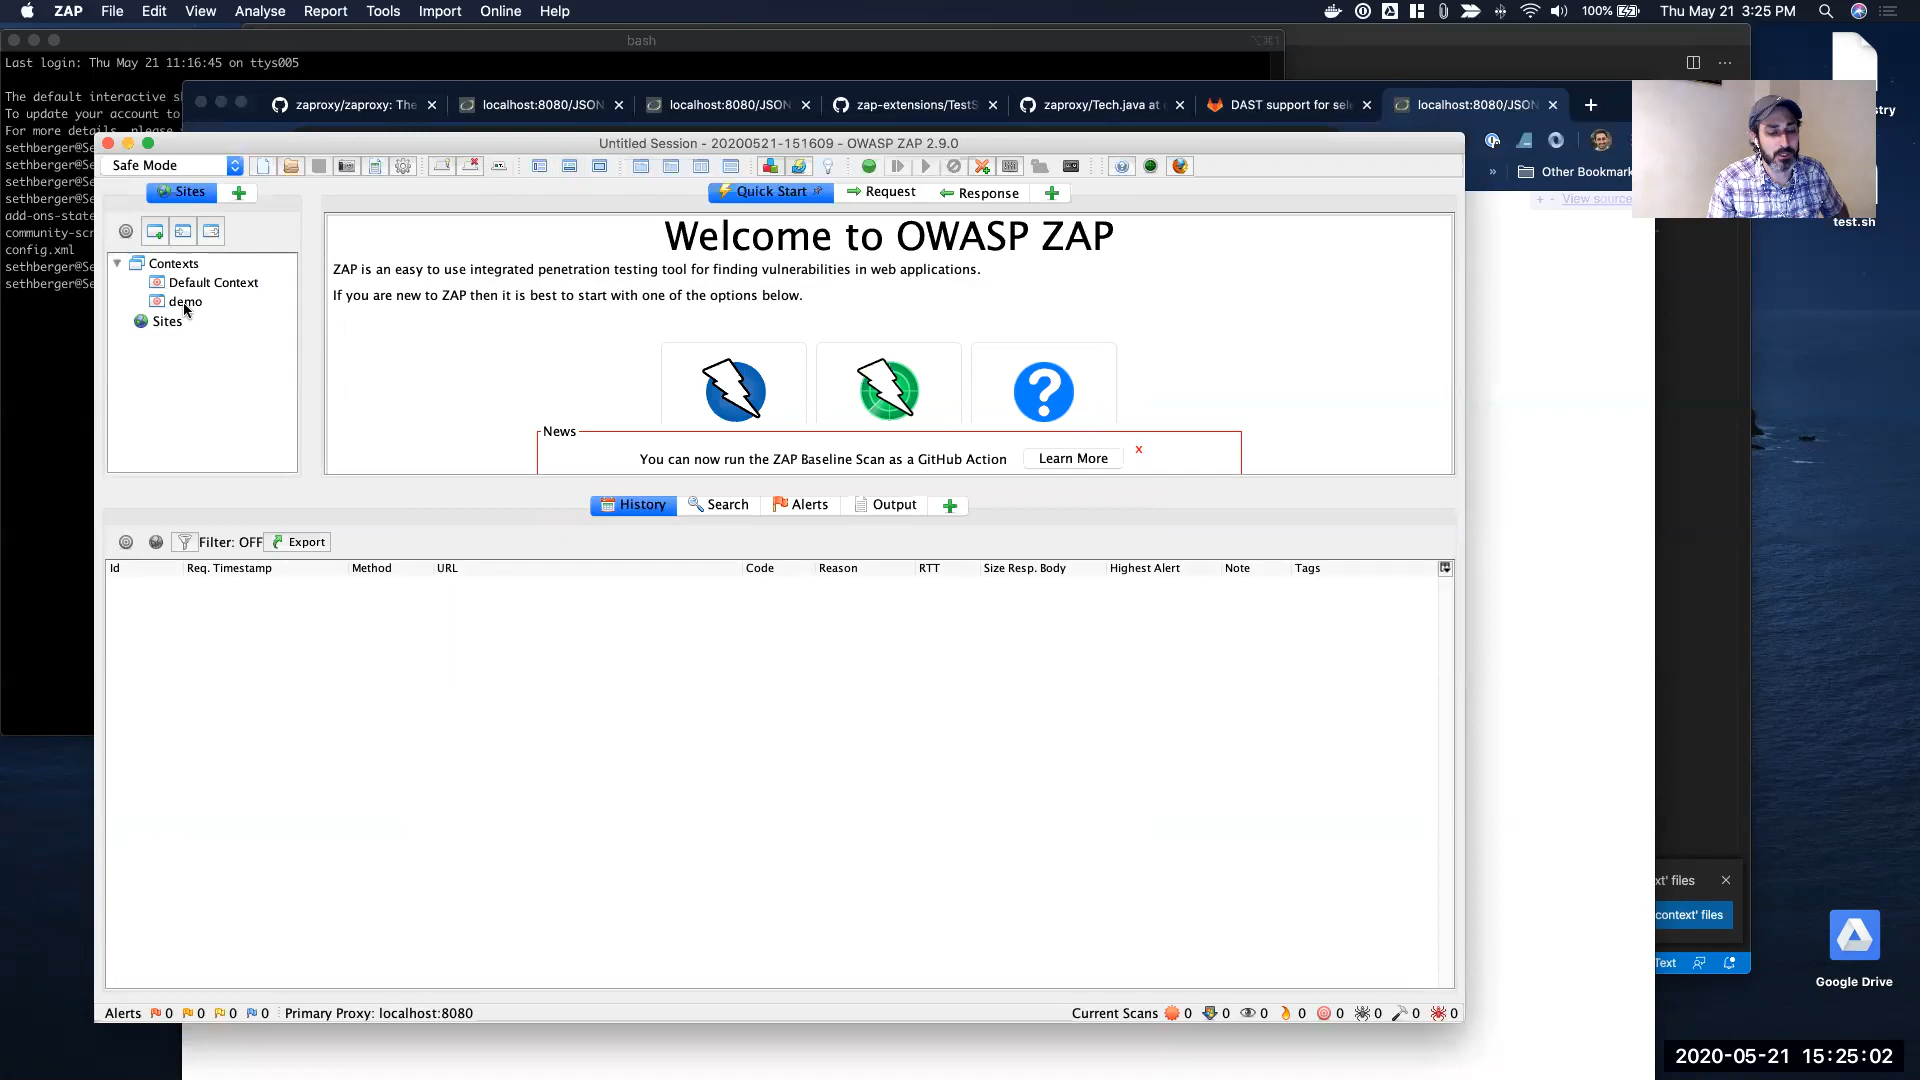 ZAP File Edit View Analyse Report Tools Import Online Help
100% Thu May 21 3:25 PM
bash
⌥⌘1
Last login: Thu May 21 11:16:45 on ttys005
The default interactive s
To update your account to
For more details, please
sethberger@Se
sethberger@Se
sethberger@Se
sethberger@Se
add-ons-state
community-scr
config.xml
sethberger@Se
sethberger@Se
zaproxy/zaproxy: The
localhost:8080/JSON
localhost:8080/JSON
zap-extensions/TestS
zaproxy/Tech.java at
DAST support for sele
localhost:8080/JSON
Other Bookmark
+ - View source
stry
test.sh
Untitled Session - 20200521-151609 - OWASP ZAP 2.9.0
Safe Mode
Sites
Quick Start
Request
Response
Contexts
Default Context
demo
Sites
Welcome to OWASP ZAP
ZAP is an easy to use integrated penetration testing tool for finding vulnerabilities in web applications.
If you are new to ZAP then it is best to start with one of the options below.
News
You can now run the ZAP Baseline Scan as a GitHub Action
Learn More
x
History
Search
Alerts
Output
Filter: OFF
Export
Id Req. Timestamp Method URL Code Reason RTT Size Resp. Body Highest Alert Note Tags
xt' files
context' files
Text
Google Drive
Alerts 0 0 0 0 Primary Proxy: localhost:8080
Current Scans 0 0 0 0 0 0 0 0
2020-05-21 15:25:02